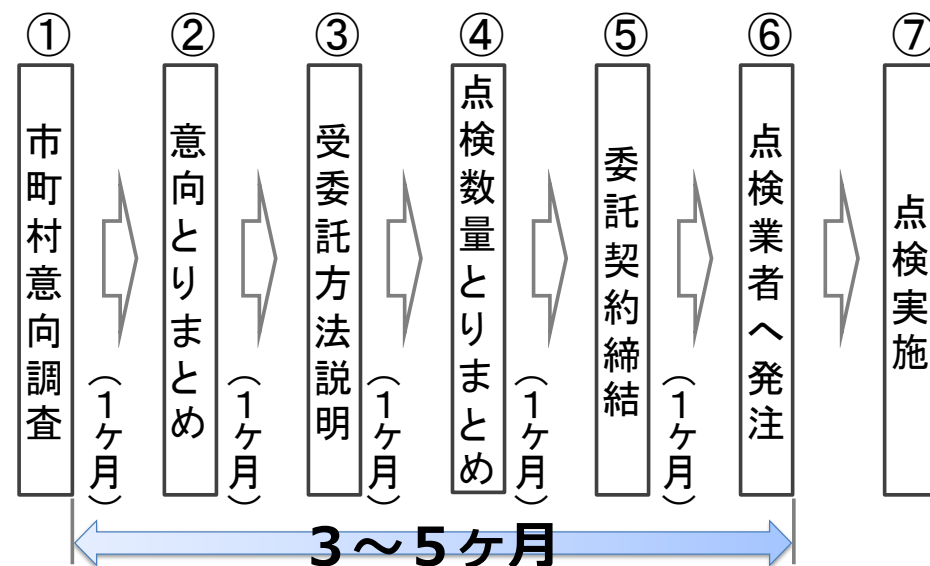 ①
市町村意向調査
(1ヶ月)
②
意向とりまとめ
(1ヶ月)
③
受委託方法説明
(1ヶ月)
④
点検数量とりまとめ
(1ヶ月)
⑤
委託契約締結
(1ヶ月)
⑥
点検業者へ発注
⑦
点検実施
3~5ヶ月